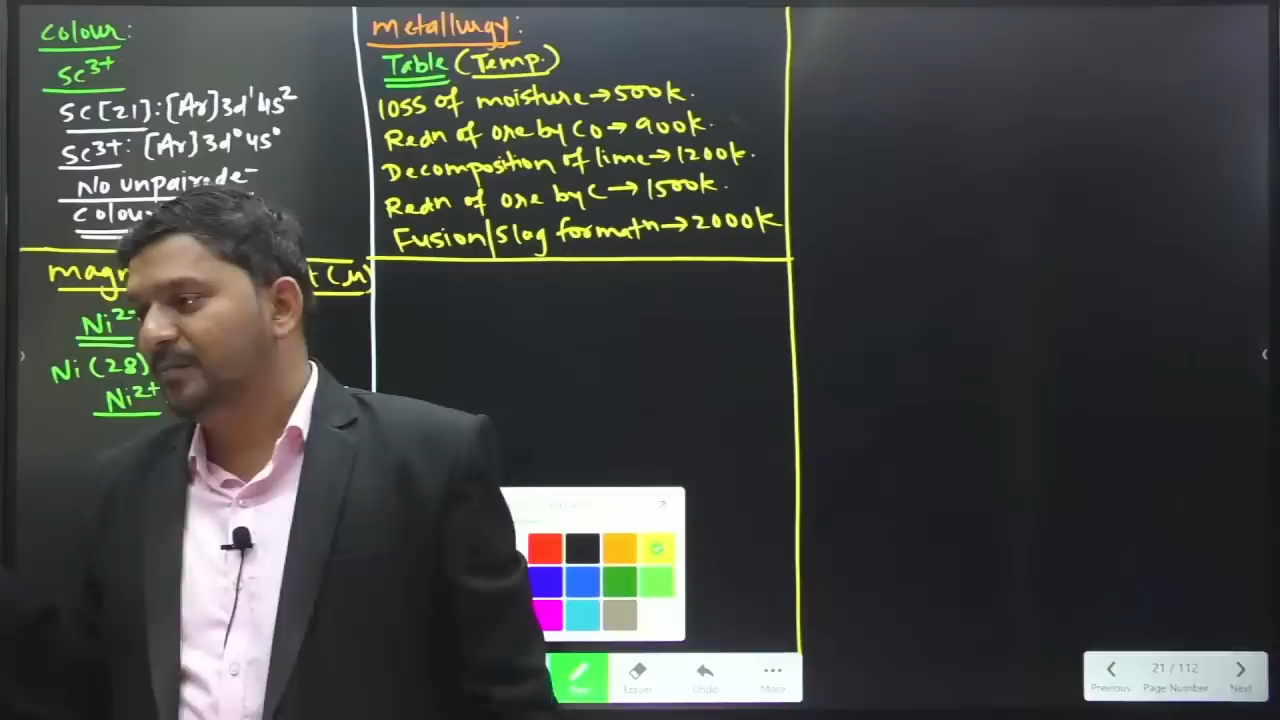 colour:
Sc³⁺
Sc[21]: [Ar]3d¹4s²
Sc³⁺: [Ar]3d°4s°
No unpaired e⁻
Ni²
Ni (28)
Ni²⁺
metallurgy:
Table (Temp.)
loss of moisture→500k.
Redn of ore by CO→900k.
Decomposition of lime→1200k.
Redn of ore by C→1500k.
Fusion/Slag formatn→2000k
Eraser
Undo
More
21 / 112
Previous
Page Number
Next